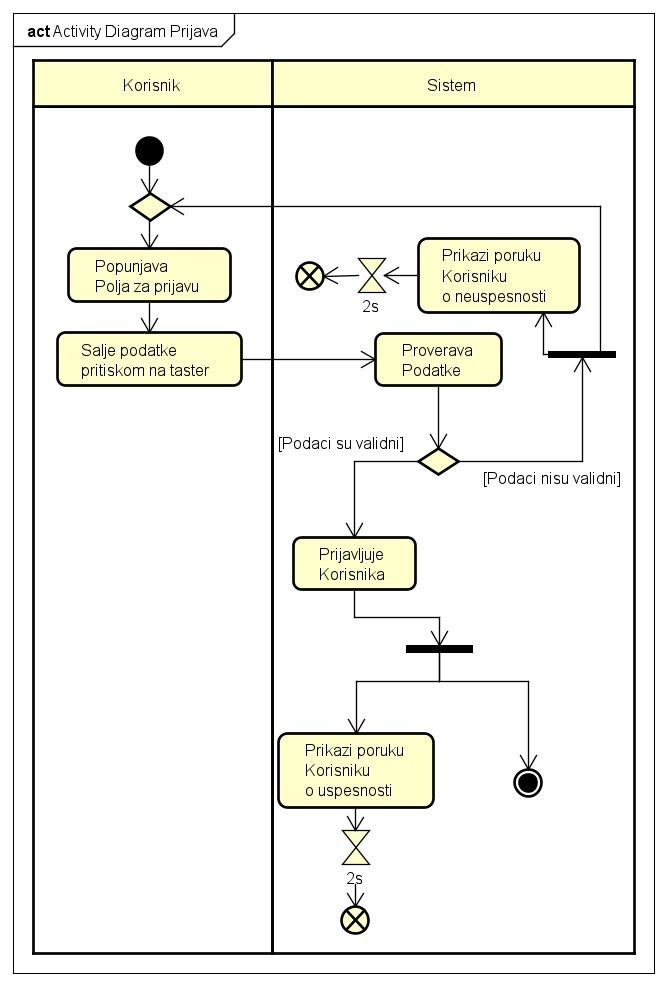 act Activity Diagram Prijava
Korisnik
Sistem
Popunjava
Polja za prijavu
Prikazi poruku
Korisniku
o neuspesnosti
2s
Salje podatke
pritiskom na taster
Proverava
Podatke
[Podaci su validni]
[Podaci nisu validni]
Prijavljuje
Korisnika
Prikazi poruku
Korisniku
o uspesnosti
2s